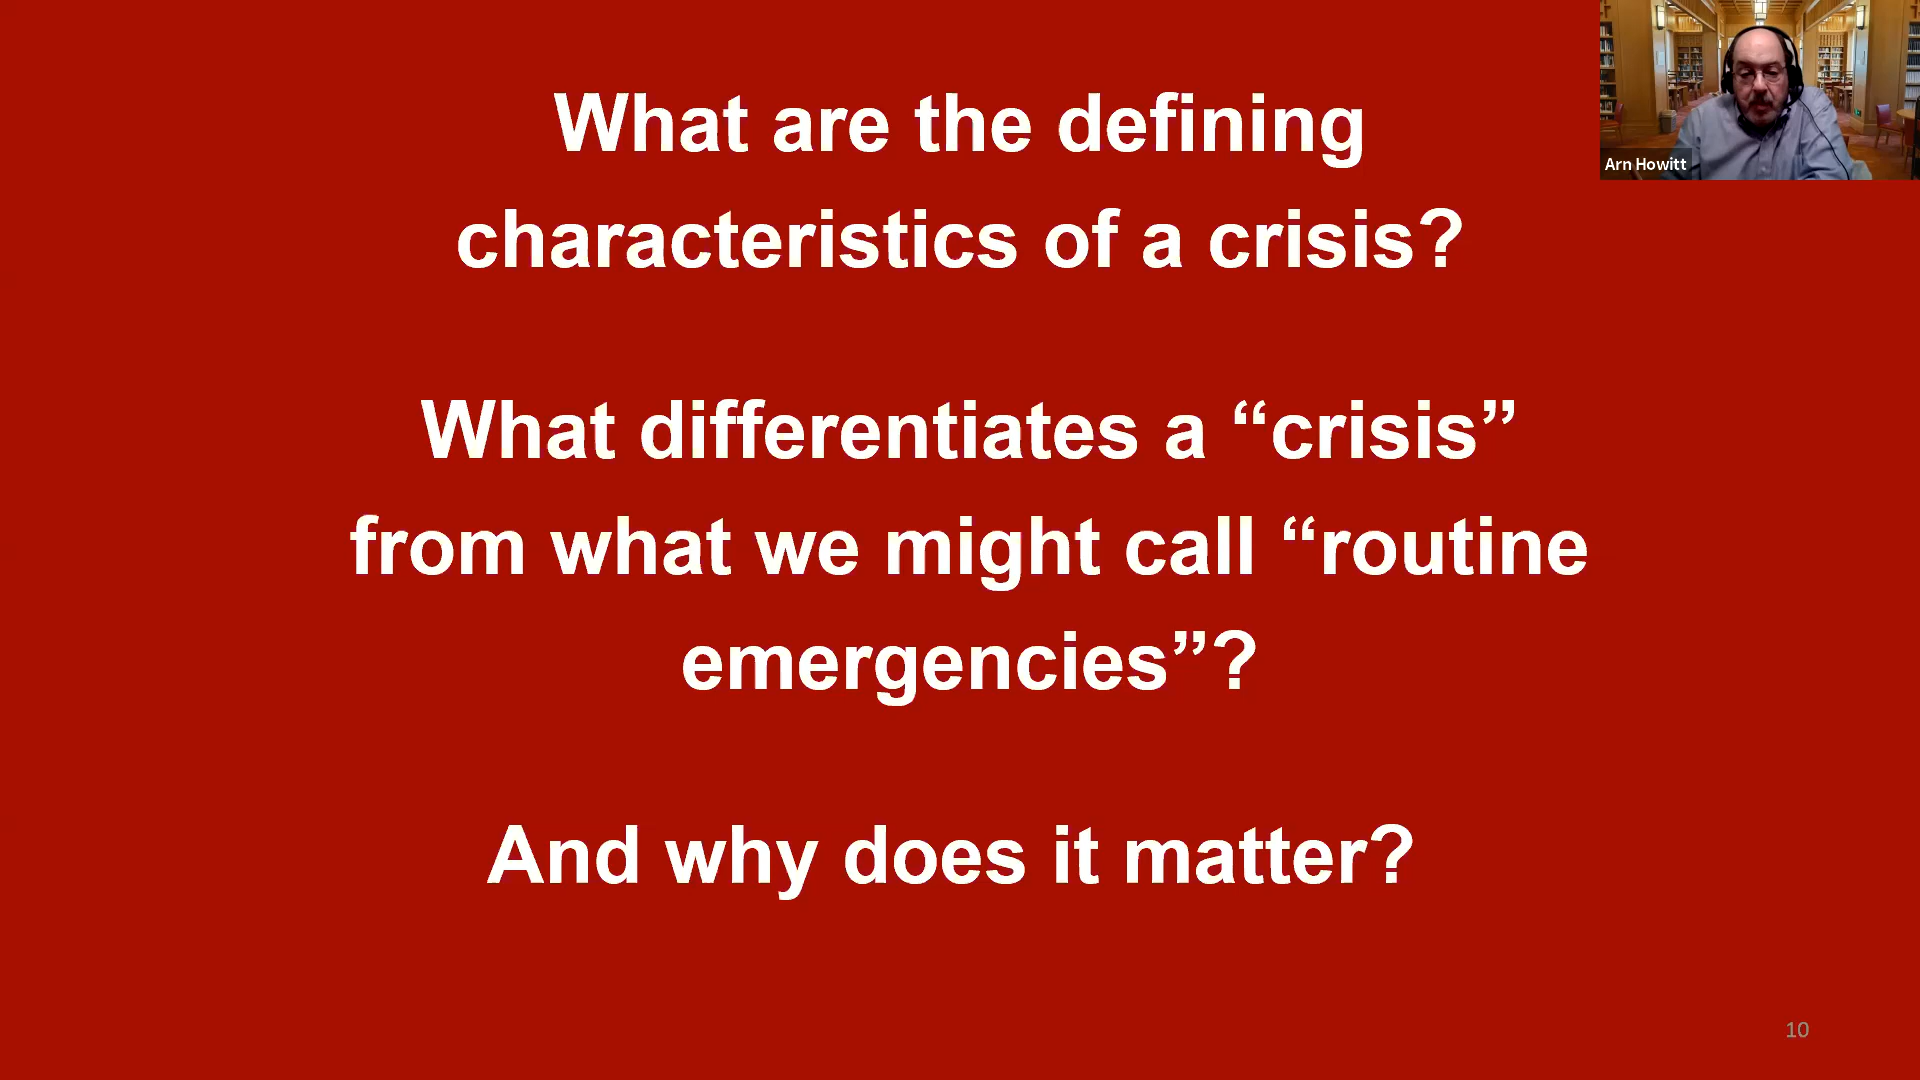 What are the defining
characteristics of a crisis?
What differentiates a “crisis”
from what we might call “routine
emergencies”?
And why does it matter?
Arn Howitt
10